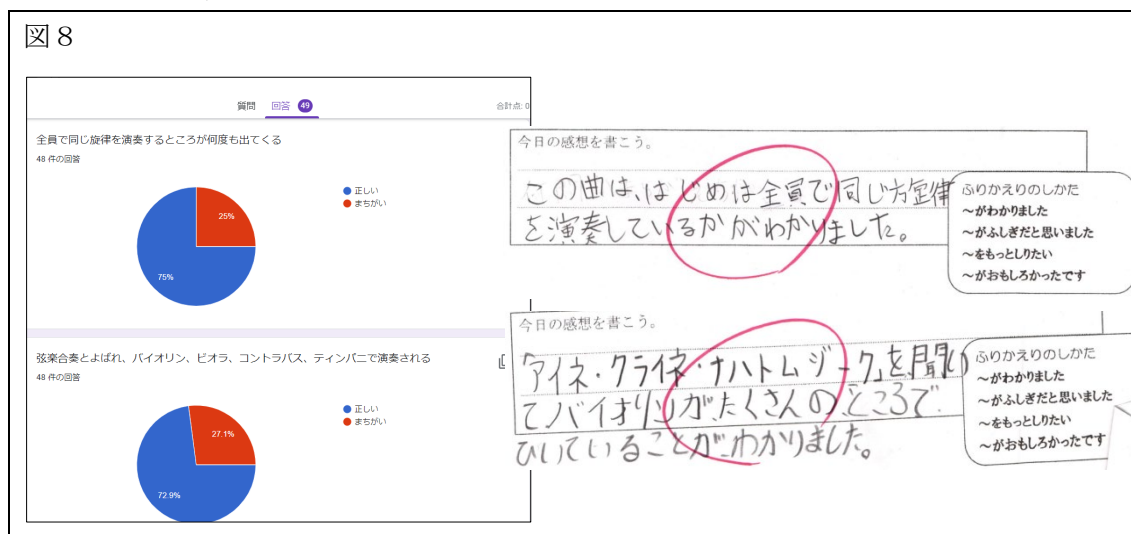 図８
質問 回答 49
合計点: 0
全員で同じ旋律を演奏するところが何度も出てくる
48 件の回答
正しい
まちがい
25%
75%
弦楽合奏とよばれ、バイオリン、ビオラ、コントラバス、ティンパニで演奏される
48 件の回答
正しい
まちがい
27.1%
72.9%
今日の感想を書こう。
この曲は、はじめは全員で同じ方定律
を演奏しているかがわかりました。
ふりかえりのしかた
～がわかりました
～がふしぎだと思いました
～をもっとしりたい
～がおもしろかったです
今日の感想を書こう。
「アイネ・クライネ・ナハトムジーク」を聞い
てバイオリンがたくさんのところで
ひいていることがわかりました。
ふりかえりのしかた
～がわかりました
～がふしぎだと思いました
～をもっとしりたい
～がおもしろかったです